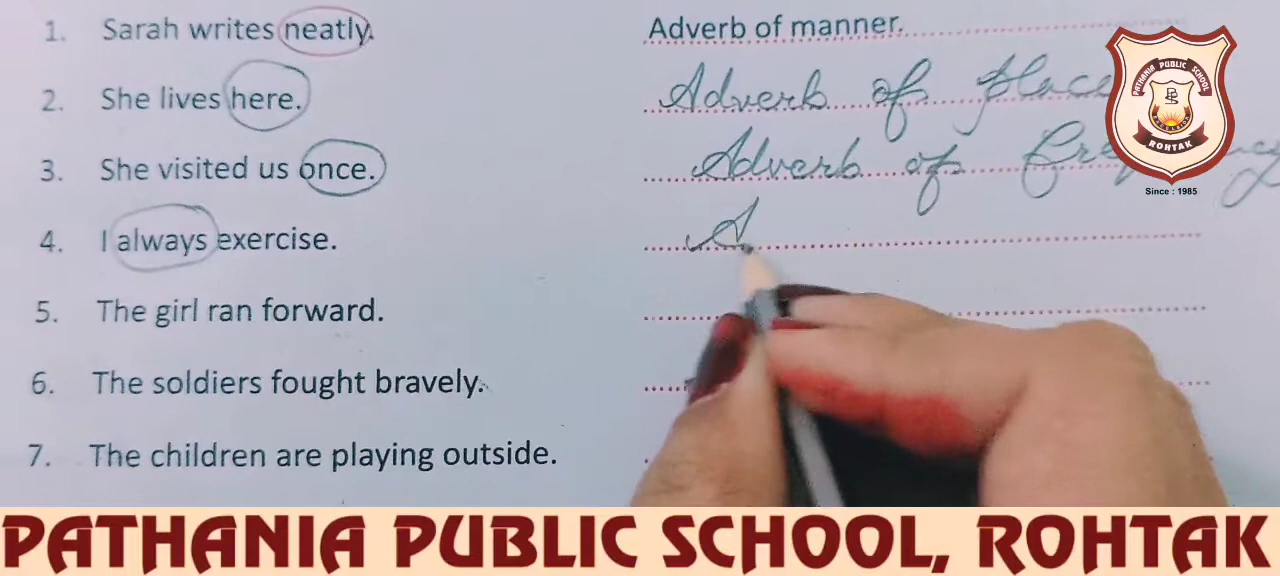 1. Sarah writes neatly. Adverb of manner.
2. She lives here. Adverb of place
3. She visited us once. Adverb of
4. I always exercise. A
5. The girl ran forward.
6. The soldiers fought bravely.
7. The children are playing outside.
PATHANIA PUBLIC SCHOOL
EXCELSIOR
ROHTAK
Since : 1985
PATHANIA PUBLIC SCHOOL, ROHTAK